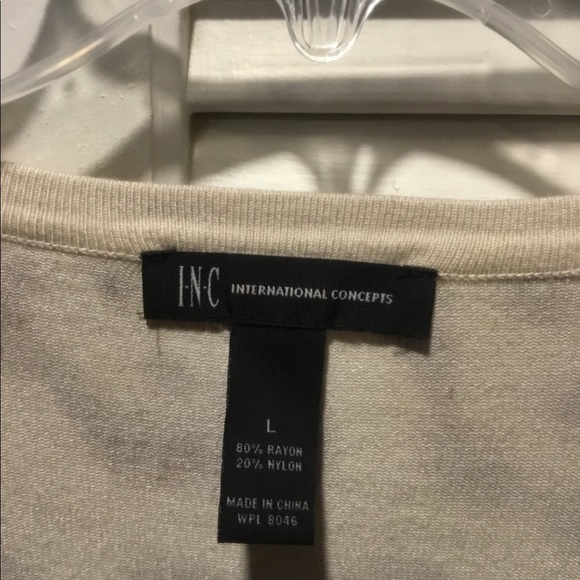 I·N·C INTERNATIONAL CONCEPTS
L
80% RAYON
20% NYLON
MADE IN CHINA
WPL 8046